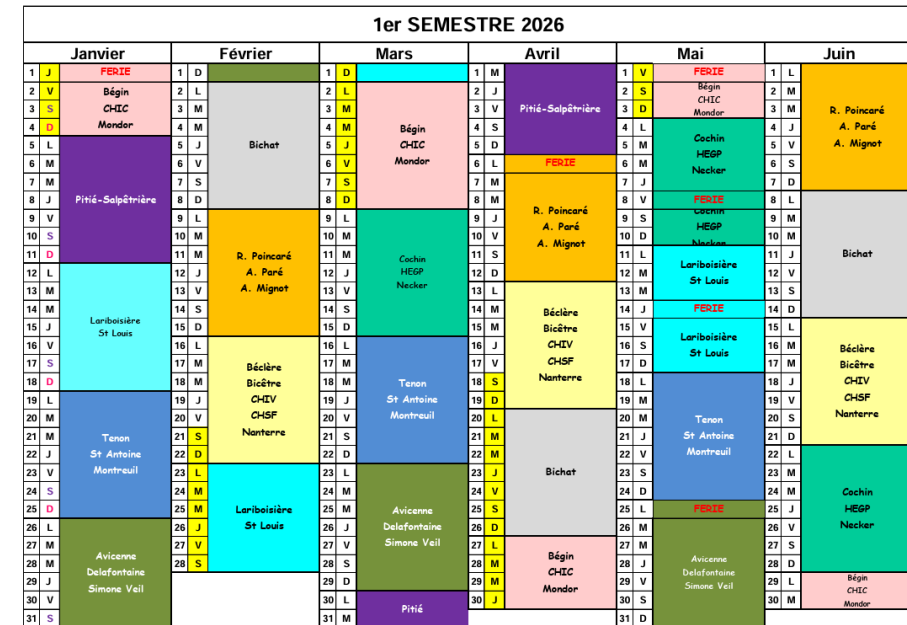 1er SEMESTRE 2026
Janvier
1 J FERIE
2 V Bégin
3 S CHIC
4 D Mondor
5 L
6 M
7 M
8 J Pitié-Salpêtrière
9 V
10 S
11 D
12 L
13 M
14 M Lariboisière
15 J St Louis
16 V
17 S
18 D
19 L
20 M
21 M Tenon
22 J St Antoine
23 V Montreuil
24 S
25 D
26 L
27 M Avicenne
28 M Delafontaine
29 J Simone Veil
30 V
31 S
Février
1 D
2 L
3 M
4 M
5 J Bichat
6 V
7 S
8 D
9 L
10 M
11 M R. Poincaré
12 J A. Paré
13 V A. Mignot
14 S
15 D
16 L
17 M Béclère
18 M Bicêtre
19 J CHIV
20 V CHSF
21 S Nanterre
22 D
23 L
24 M
25 M Lariboisière
26 J St Louis
27 V
28 S
Mars
1 D
2 L
3 M
4 M Bégin
5 J CHIC
6 V Mondor
7 S
8 D
9 L
10 M
11 M Cochin
12 J HEGP
13 V Necker
14 S
15 D
16 L
17 M
18 M Tenon
19 J St Antoine
20 V Montreuil
21 S
22 D
23 L
24 M
25 M Avicenne
26 J Delafontaine
27 V Simone Veil
28 S
29 D
30 L Pitié
31 M
Avril
1 M
2 J
3 V Pitié-Salpêtrière
4 S
5 D
6 L FERIE
7 M
8 M
9 J R. Poincaré
10 V A. Paré
11 S A. Mignot
12 D
13 L
14 M Béclère
15 M Bicêtre
16 J CHIV
17 V CHSF
18 S Nanterre
19 D
20 L
21 M
22 M
23 J Bichat
24 V
25 S
26 D
27 L
28 M Bégin
29 M CHIC
30 J Mondor
Mai
1 V FERIE
2 S Bégin
CHIC
3 D Mondor
4 L
5 M Cochin
HEGP
6 M Necker
7 J
8 V FERIE
9 S Cochin
HEGP
10 D Necker
11 L Lariboisière
12 M St Louis
13 M
14 J FERIE
15 V Lariboisière
16 S St Louis
17 D
18 L
19 M
20 M Tenon
21 J St Antoine
22 V Montreuil
23 S
24 D
25 L FERIE
26 M
27 M Avicenne
28 J Delafontaine
29 V Simone Veil
30 S
31 D
Juin
1 L
2 M
3 M R. Poincaré
4 J A. Paré
5 V A. Mignot
6 S
7 D
8 L
9 M
10 M
11 J Bichat
12 V
13 S
14 D
15 L
16 M Béclère
17 M Bicêtre
18 J CHIV
19 V CHSF
20 S Nanterre
21 D
22 L
23 M
24 M Cochin
25 J HEGP
26 V Necker
27 S
28 D
29 L Bégin
CHIC
30 M Mondor